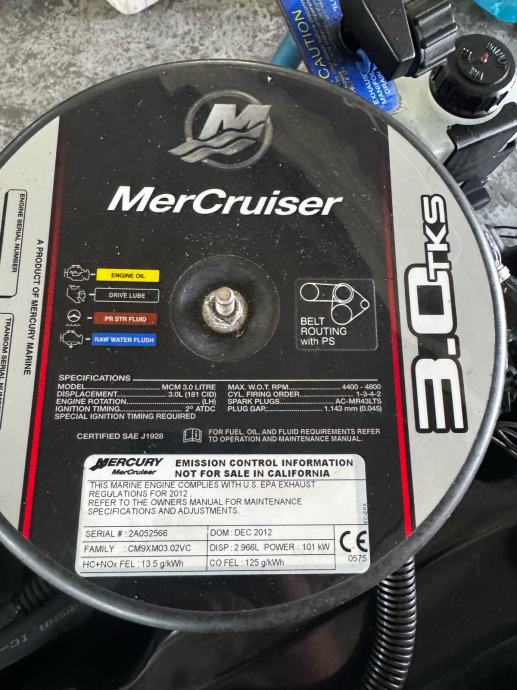 CAUTION
EXHAUST
MANIFOLD
DRAIN
M
MerCruiser
3.0TKS
ENGINE SERIAL NUMBER
TRANSOM SERIAL NUMBER
A PRODUCT OF MERCURY MARINE
ENGINE OIL
DRIVE LUBE
PR STR FLUID
RAW WATER FLUSH
BELT
ROUTING
with PS
SPECIFICATIONS
MODEL MCM 3.0 LITRE
DISPLACEMENT 3.0L (181 CID)
ENGINE ROTATION (LH)
IGNITION TIMING 2° ATDC
SPECIAL IGNITION TIMING REQUIRED
MAX. W.O.T. RPM 4400 - 4800
CYL. FIRING ORDER 1-3-4-2
SPARK PLUGS AC-MR43LTS
PLUG GAP 1.143 mm (0.045)
CERTIFIED SAE J1928
FOR FUEL, OIL AND FLUID REQUIREMENTS REFER
TO OPERATION AND MAINTENANCE MANUAL.
MERCURY
MerCruiser
EMISSION CONTROL INFORMATION
NOT FOR SALE IN CALIFORNIA
THIS MARINE ENGINE COMPLIES WITH U.S. EPA EXHAUST
REGULATIONS FOR 2012
REFER TO THE OWNERS MANUAL FOR MAINTENANCE
SPECIFICATIONS AND ADJUSTMENTS.
SERIAL # : 2A052566 DOM : DEC 2012
FAMILY : CM9XM03.02VC DISP : 2.966L POWER : 101 kW
HC+NOx FEL : 13.5 g/kWh CO FEL : 125 g/kWh
CE
0575